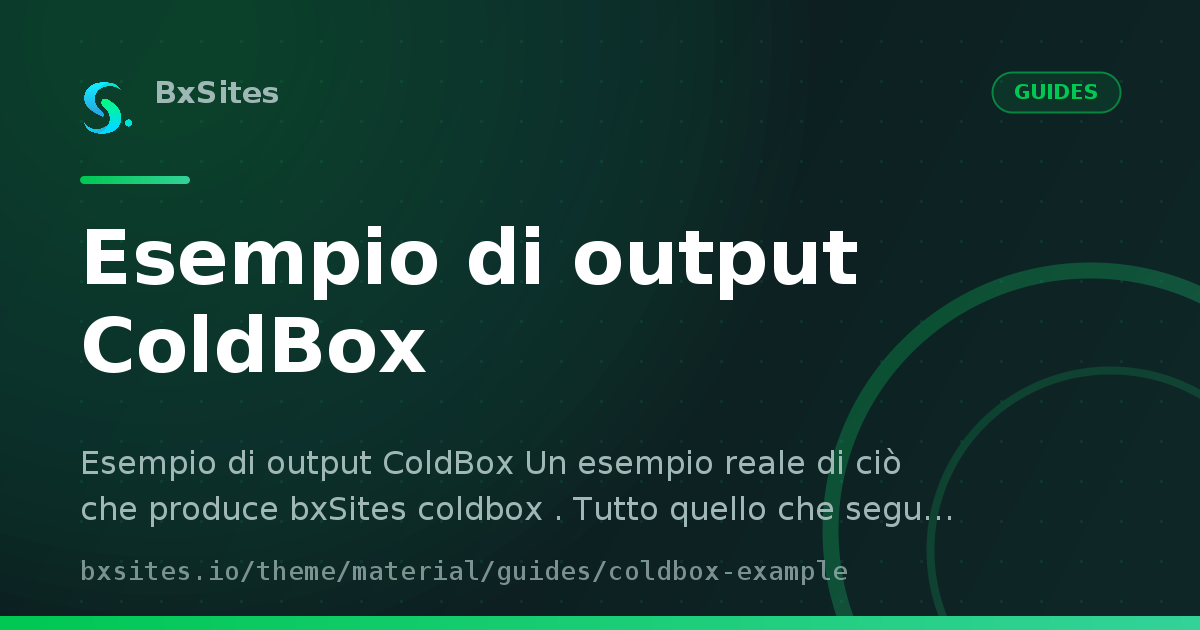 BxSites
GUIDES
Esempio di output
ColdBox
Esempio di output ColdBox Un esempio reale di ciò
che produce bxSites coldbox . Tutto quello che segu…
bxsites.io/theme/material/guides/coldbox-example